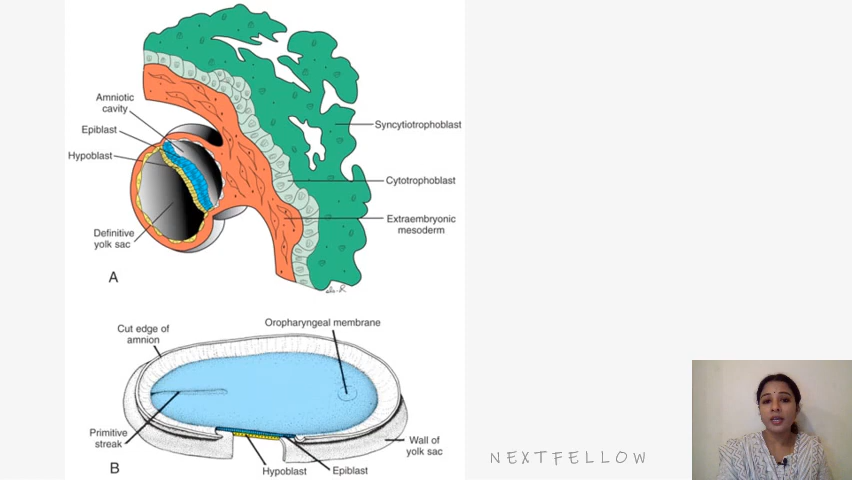 Amniotic
cavity
Epiblast
Hypoblast
Definitive
yolk sac
Syncytiotrophoblast
Cytotrophoblast
Extraembryonic
mesoderm
A
Cut edge of
amnion
Oropharyngeal membrane
Primitive
streak
Wall of
yolk sac
Hypoblast
Epiblast
B
NEXTFELLOW